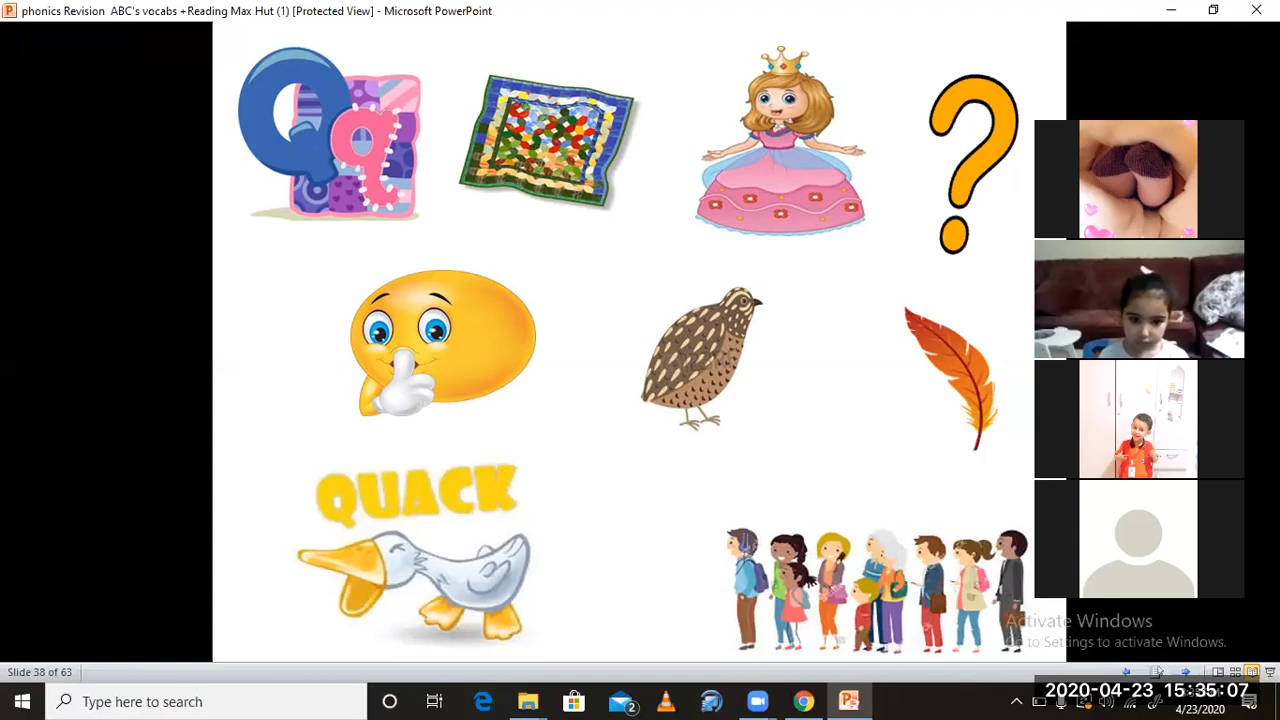 phonics Revision ABC's vocabs +Reading Max Hut (1) [Protected View] - Microsoft PowerPoint
Qq
?
QUACK
Activate Windows
Go to Settings to activate Windows.
Slide 38 of 63
Type here to search
2
2020-04-23 15:35:07
4/23/2020